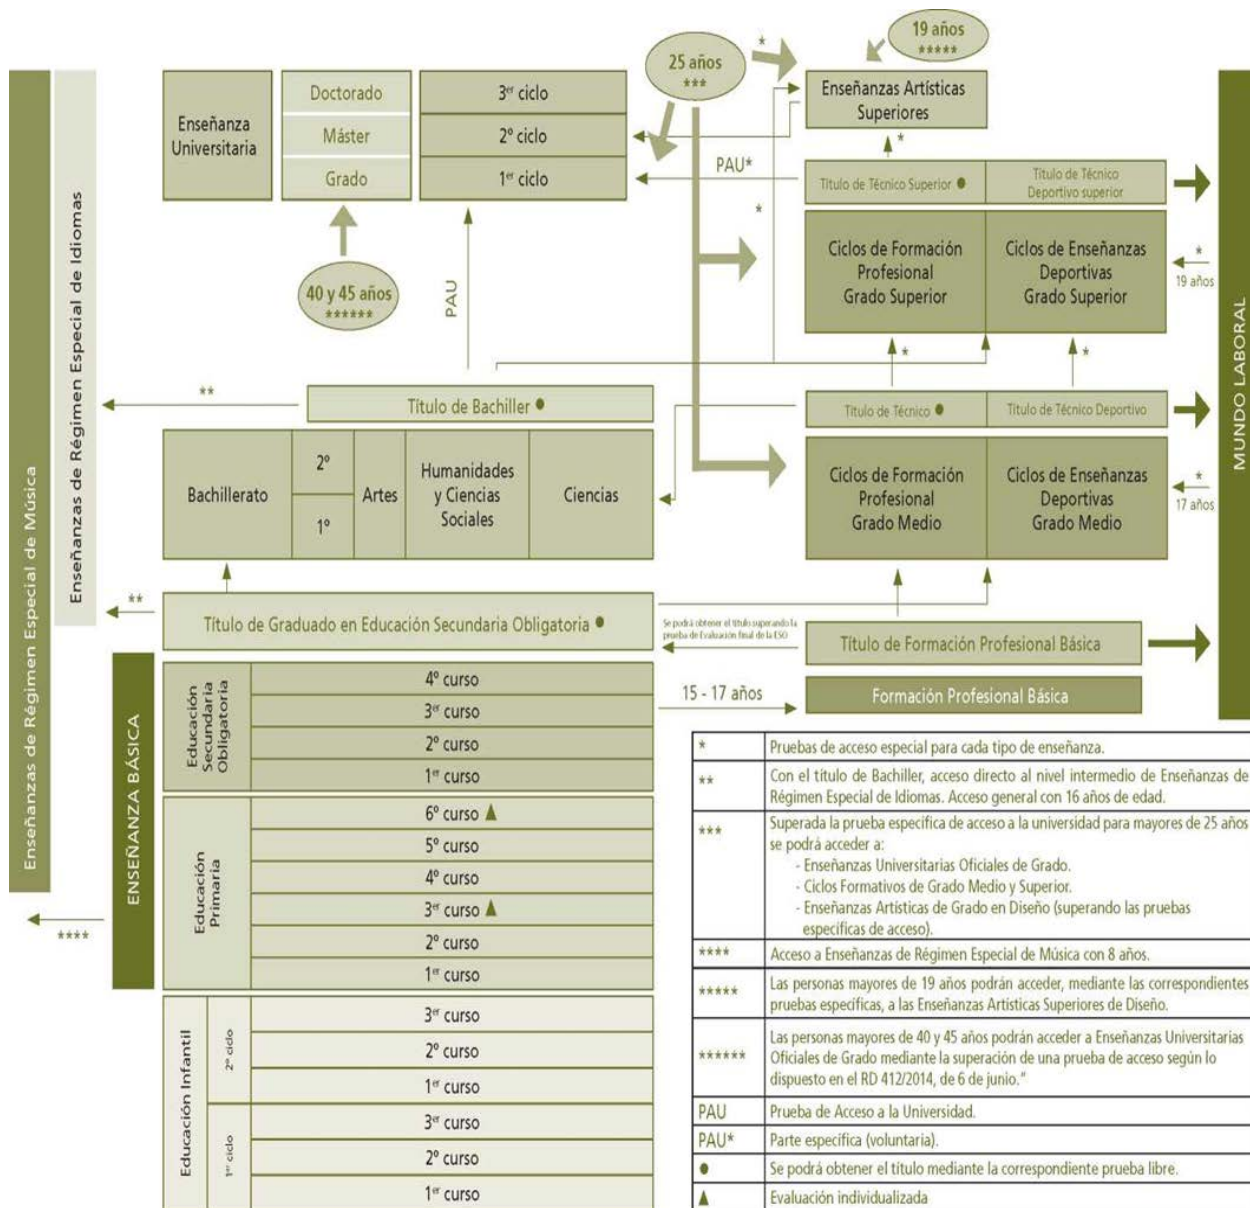 25 años
***
*
19 años
*****
Enseñanza
Universitaria
Doctorado
Máster
Grado
3er ciclo
2º ciclo
1er ciclo
Enseñanzas Artísticas
Superiores
*
PAU*
*
Título de Técnico Superior ●
Título de Técnico
Deportivo superior
Ciclos de Formación
Profesional
Grado Superior
Ciclos de Enseñanzas
Deportivas
Grado Superior
*
19 años
40 y 45 años
******
PAU
*
*
**
Título de Bachiller ●
Título de Técnico ●
Título de Técnico Deportivo
Bachillerato
2º
1º
Artes
Humanidades
y Ciencias
Sociales
Ciencias
Ciclos de Formación
Profesional
Grado Medio
Ciclos de Enseñanzas
Deportivas
Grado Medio
*
17 años
MUNDO LABORAL
Enseñanzas de Régimen Especial de Música
Enseñanzas de Régimen Especial de Idiomas
**
Título de Graduado en Educación Secundaria Obligatoria ●
Se podrá obtener el título superando la
prueba de Evaluación final de la ESO
Título de Formación Profesional Básica
Formación Profesional Básica
15 - 17 años
ENSEÑANZA BÁSICA
****
Educación
Secundaria
Obligatoria
4º curso
3er curso
2º curso
1er curso
Educación
Primaria
6º curso ▲
5º curso
4º curso
3er curso ▲
2º curso
1er curso
Educación Infantil
2º ciclo
3er curso
2º curso
1er curso
1er ciclo
3er curso
2º curso
1er curso
* Pruebas de acceso especial para cada tipo de enseñanza.
** Con el título de Bachiller, acceso directo al nivel intermedio de Enseñanzas de
Régimen Especial de Idiomas. Acceso general con 16 años de edad.
*** Superada la prueba específica de acceso a la universidad para mayores de 25 años
se podrá acceder a:
- Enseñanzas Universitarias Oficiales de Grado.
- Ciclos Formativos de Grado Medio y Superior.
- Enseñanzas Artísticas de Grado en Diseño (superando las pruebas
específicas de acceso).
**** Acceso a Enseñanzas de Régimen Especial de Música con 8 años.
***** Las personas mayores de 19 años podrán acceder, mediante las correspondientes
pruebas específicas, a las Enseñanzas Artísticas Superiores de Diseño.
****** Las personas mayores de 40 y 45 años podrán acceder a Enseñanzas Universitarias
Oficiales de Grado mediante la superación de una prueba de acceso según lo
dispuesto en el RD 412/2014, de 6 de junio."
PAU Prueba de Acceso a la Universidad.
PAU* Parte específica (voluntaria).
● Se podrá obtener el título mediante la correspondiente prueba libre.
▲ Evaluación individualizada